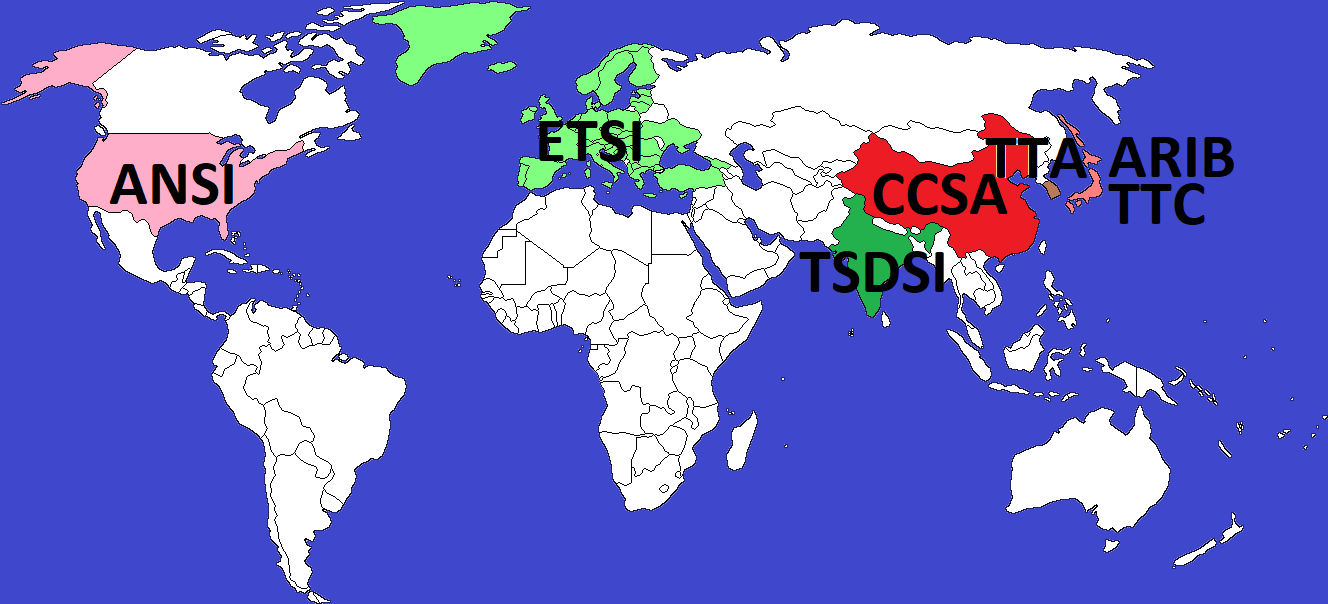 ANSI
ETSI
CCSA
TTA
ARIB
TTC
TSDSI